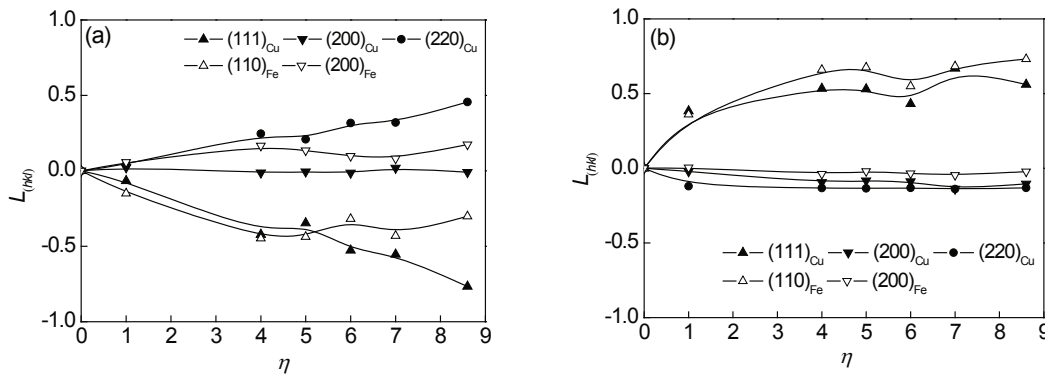 (a)
(111)Cu (200)Cu (220)Cu
(110)Fe (200)Fe
1.0
0.5
0.0
-0.5
-1.0
L(hkl)
0 1 2 3 4 5 6 7 8 9
η
(b)
1.0
0.5
0.0
-0.5
-1.0
L(hkl)
(111)Cu (200)Cu (220)Cu
(110)Fe (200)Fe
0 1 2 3 4 5 6 7 8 9
η